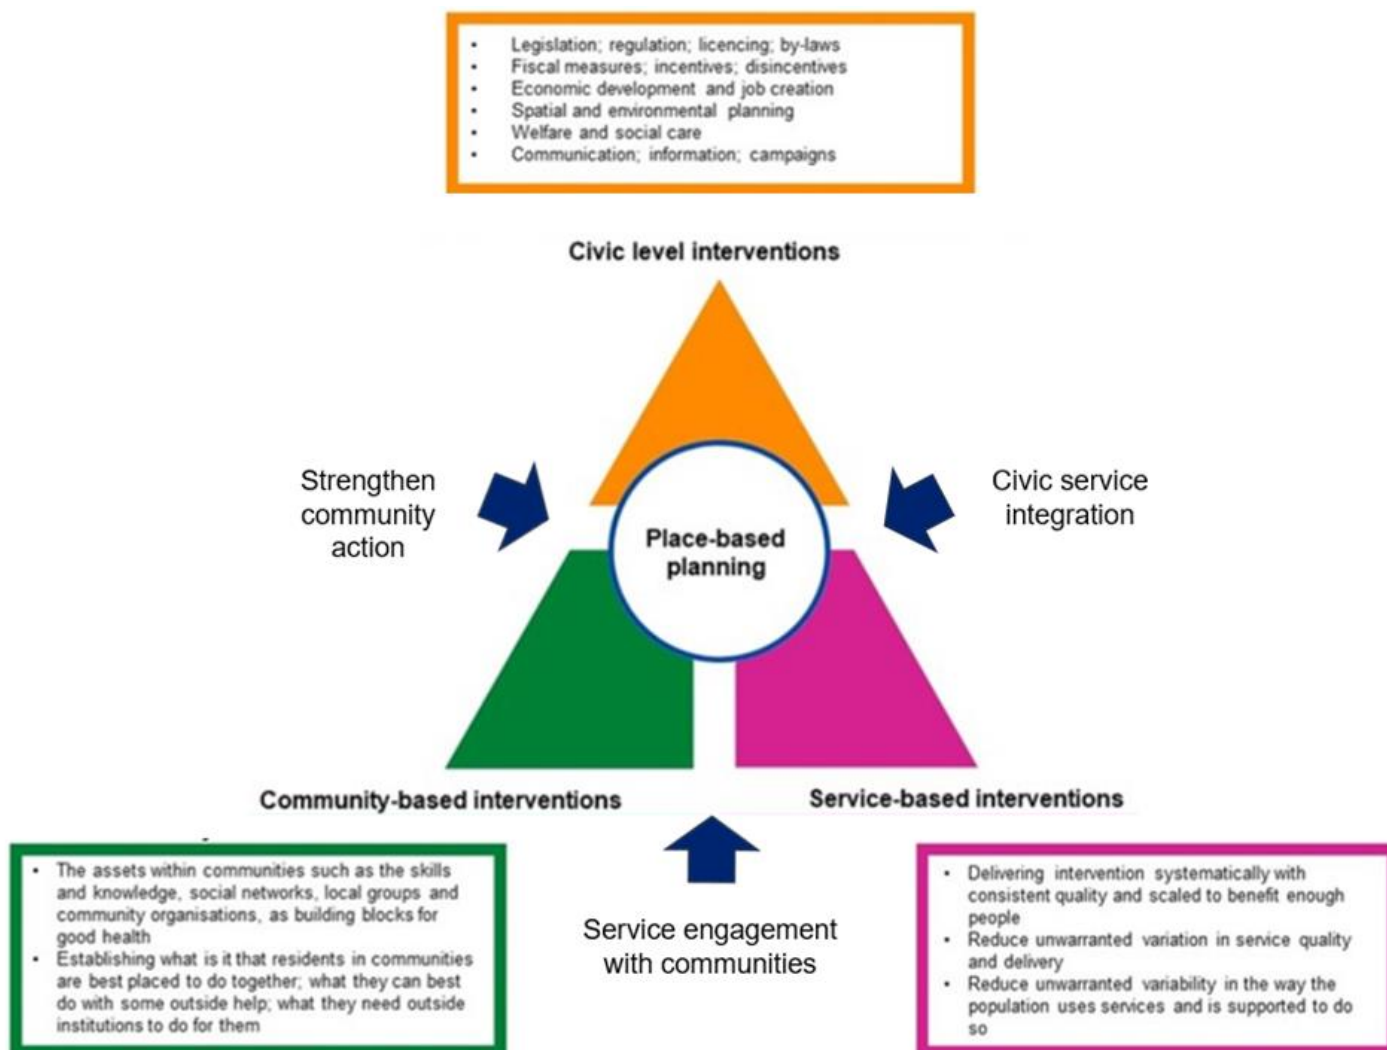 • Legislation; regulation; licencing; by-laws
• Fiscal measures; incentives; disincentives
• Economic development and job creation
• Spatial and environmental planning
• Welfare and social care
• Communication; information; campaigns
Civic level interventions
Strengthen
community
action
Civic service
integration
Place-based
planning
Community-based interventions
Service-based interventions
• The assets within communities such as the skills
and knowledge, social networks, local groups and
community organisations, as building blocks for
good health
• Establishing what is it that residents in communities
are best placed to do together; what they can best
do with some outside help; what they need outside
institutions to do for them
Service engagement
with communities
• Delivering intervention systematically with
consistent quality and scaled to benefit enough
people
• Reduce unwarranted variation in service quality
and delivery
• Reduce unwarranted variability in the way the
population uses services and is supported to do
so